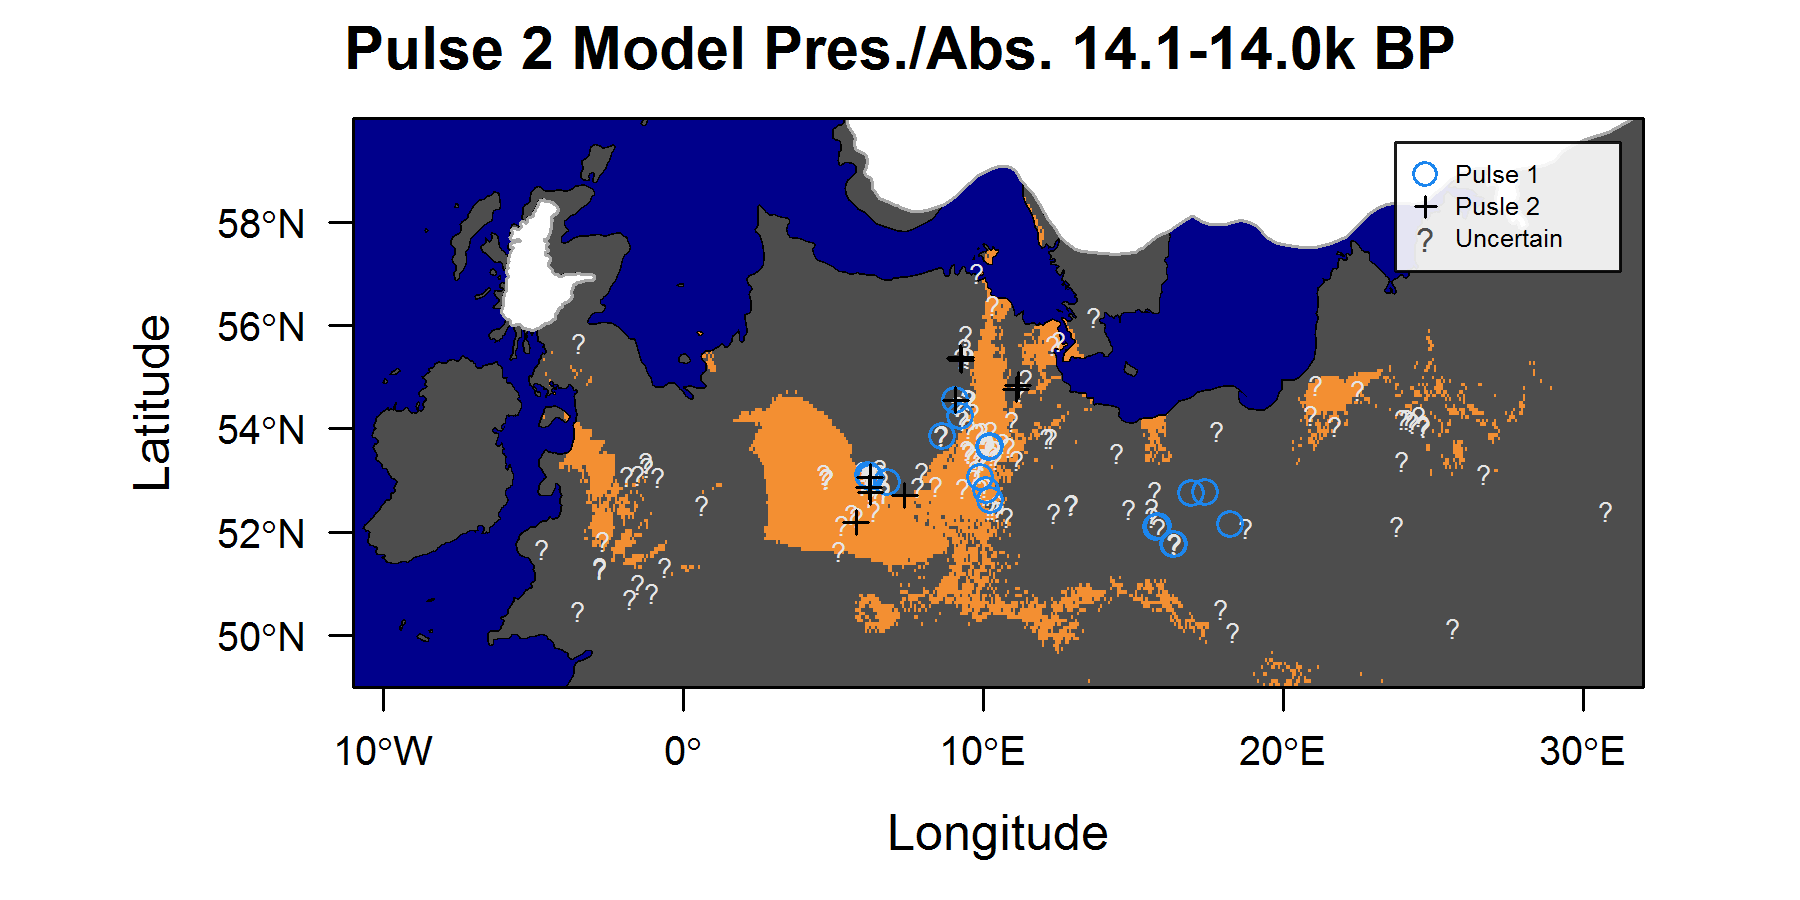 Pulse 2 Model Pres./Abs. 14.1-14.0k BP
Pulse 1
Pusle 2
? Uncertain
58°N
56°N
54°N
52°N
50°N
Latitude
10°W 0° 10°E 20°E 30°E
Longitude